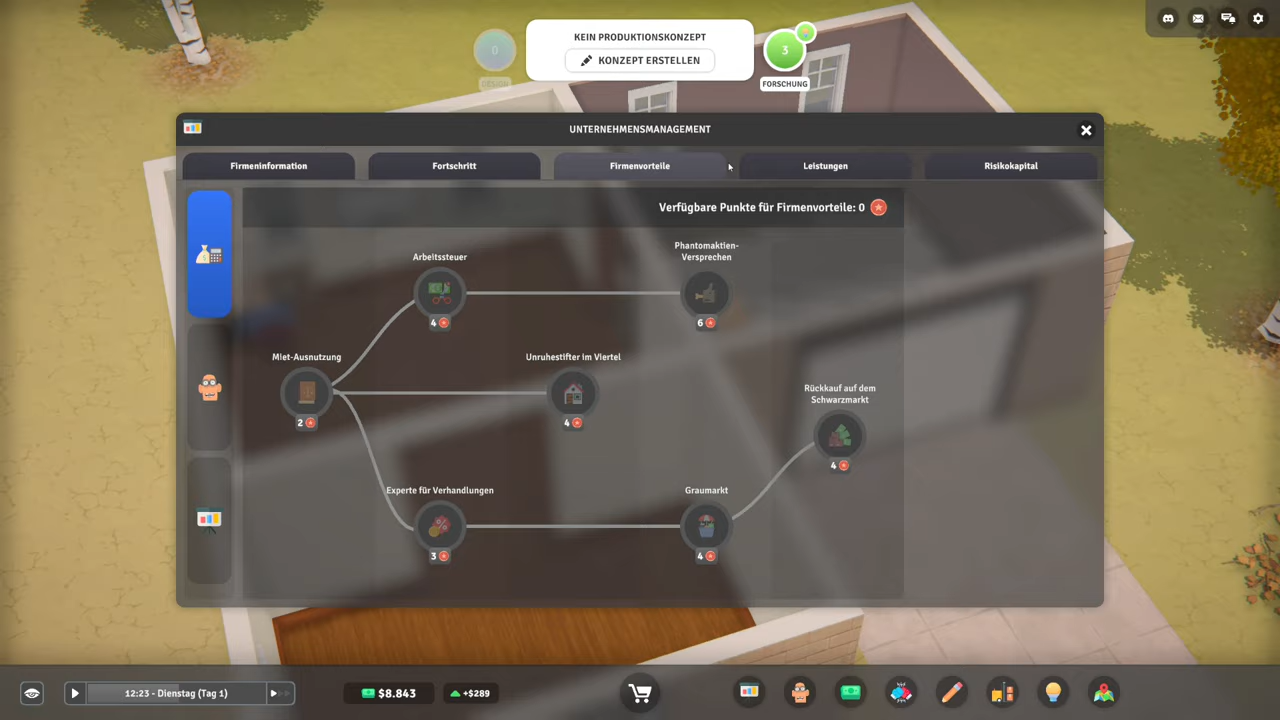 0
DESIGN
KEIN PRODUKTIONSKONZEPT
KONZEPT ERSTELLEN
3
FORSCHUNG
UNTERNEHMENSMANAGEMENT
Firmeninformation
Fortschritt
Firmenvorteile
Leistungen
Risikokapital
Verfügbare Punkte für Firmenvorteile: 0
Arbeitssteuer
4
Phantomaktien-
Versprechen
6
Miet-Ausnutzung
2
Unruhestifter im Viertel
4
Rückkauf auf dem
Schwarzmarkt
4
Experte für Verhandlungen
3
Graumarkt
4
12:23 - Dienstag (Tag 1)
$8.843
+$289